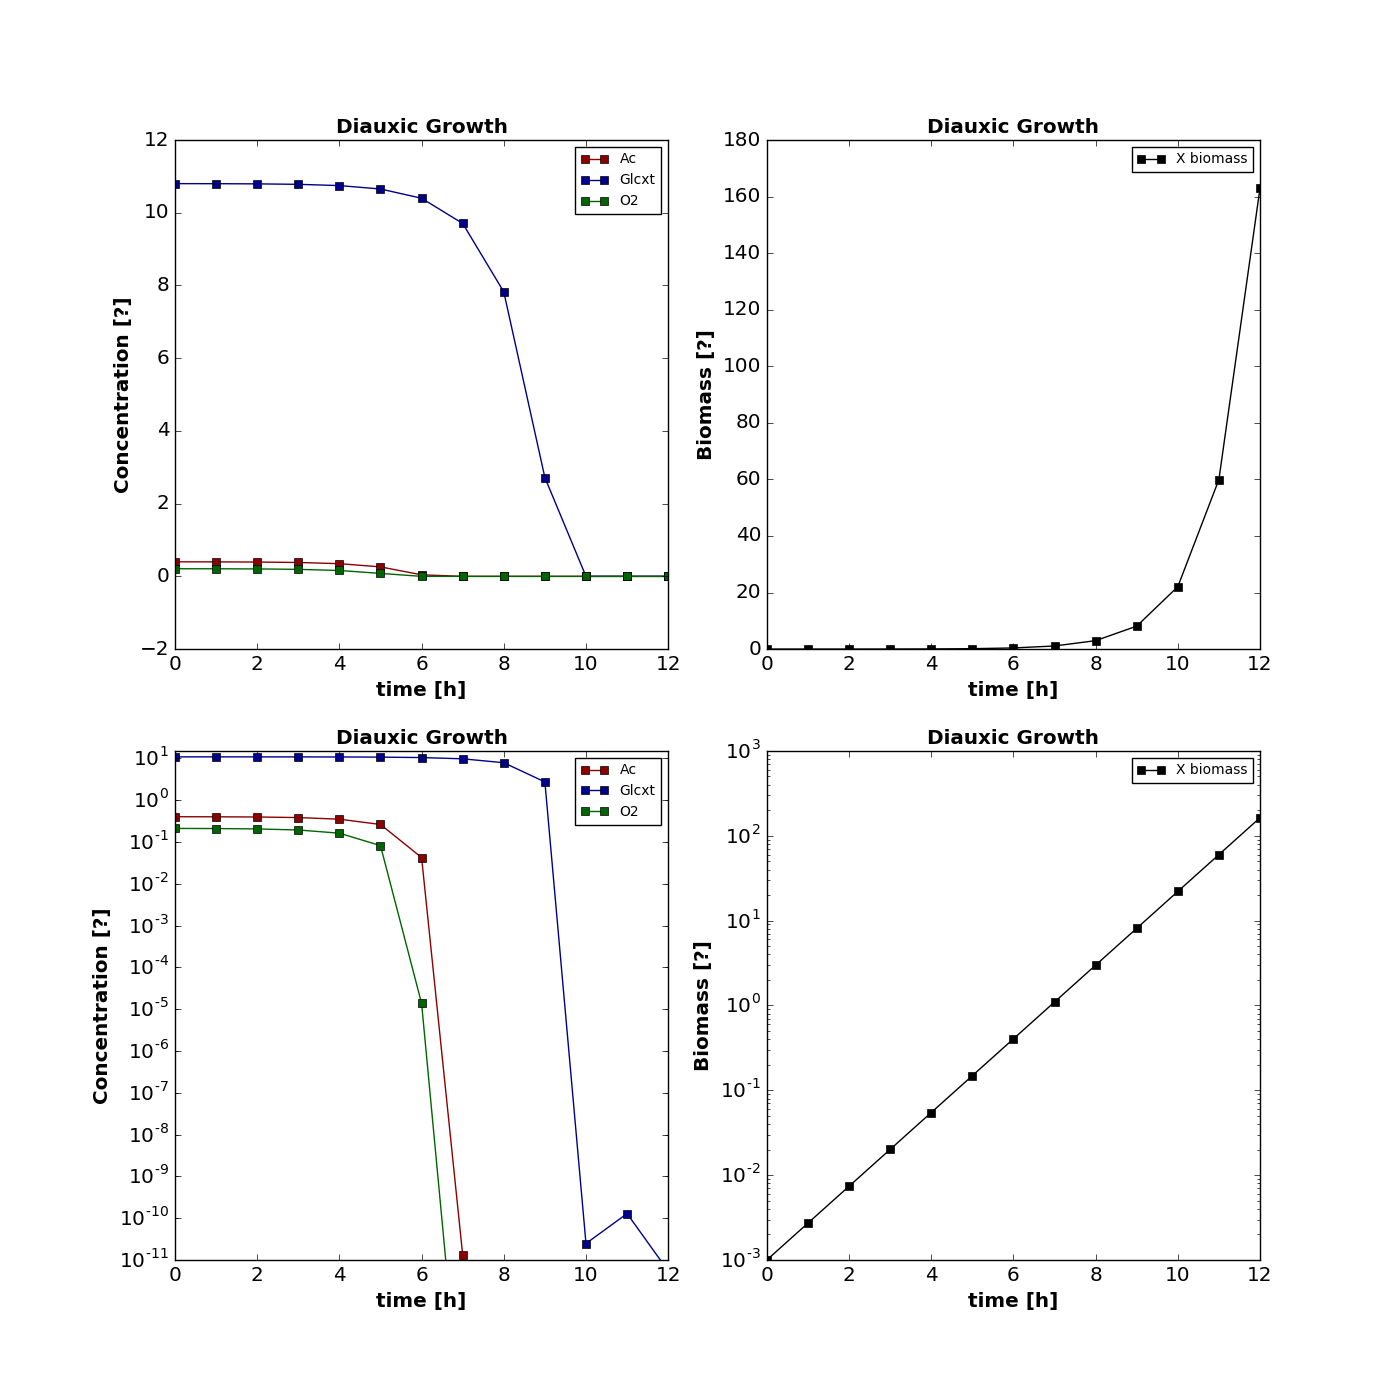 Diauxic Growth
12
10
8
6
4
2
0
−2
Concentration [?]
Ac
Glcxt
O2
0 2 4 6 8 10 12
time [h]
Diauxic Growth
180
160
140
120
100
80
60
40
20
0
Biomass [?]
X biomass
0 2 4 6 8 10 12
time [h]
Diauxic Growth
10^1
10^0
10^-1
10^-2
10^-3
10^-4
10^-5
10^-6
10^-7
10^-8
10^-9
10^-10
10^-11
Concentration [?]
Ac
Glcxt
O2
0 2 4 6 8 10 12
time [h]
Diauxic Growth
10^3
10^2
10^1
10^0
10^-1
10^-2
10^-3
Biomass [?]
X biomass
0 2 4 6 8 10 12
time [h]